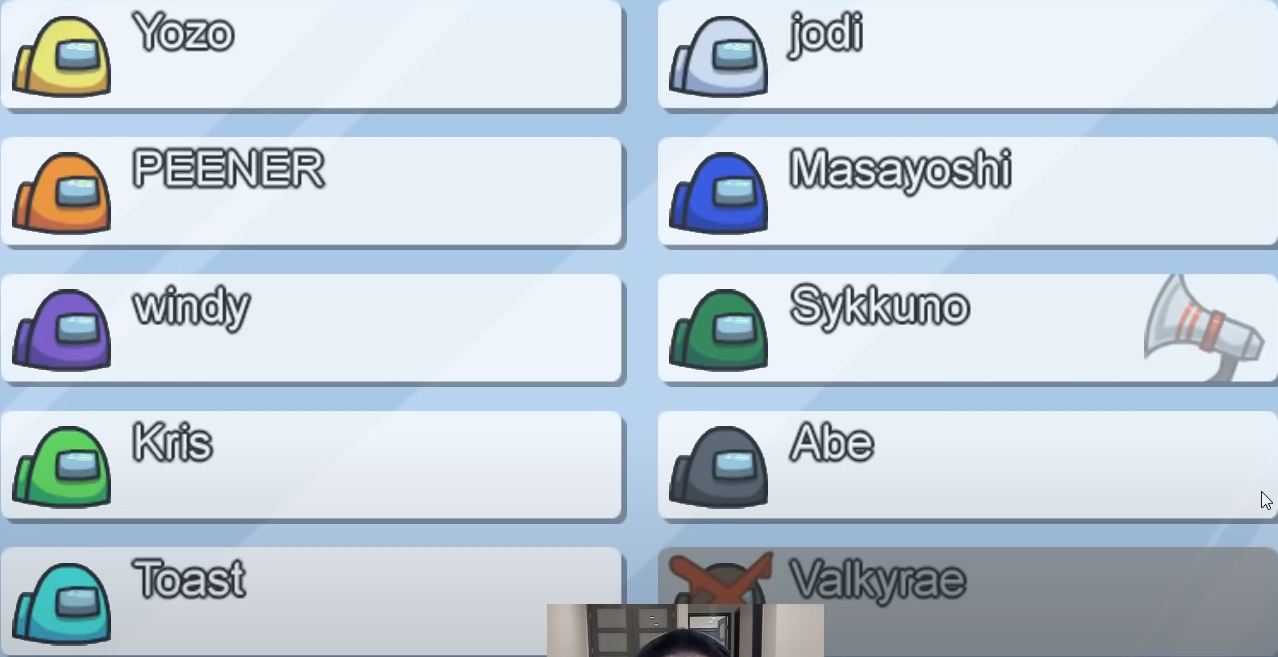 Yozo
jodi
PEENER
Masayoshi
windy
Sykkuno
Kris
Abe
Toast
Valkyrae